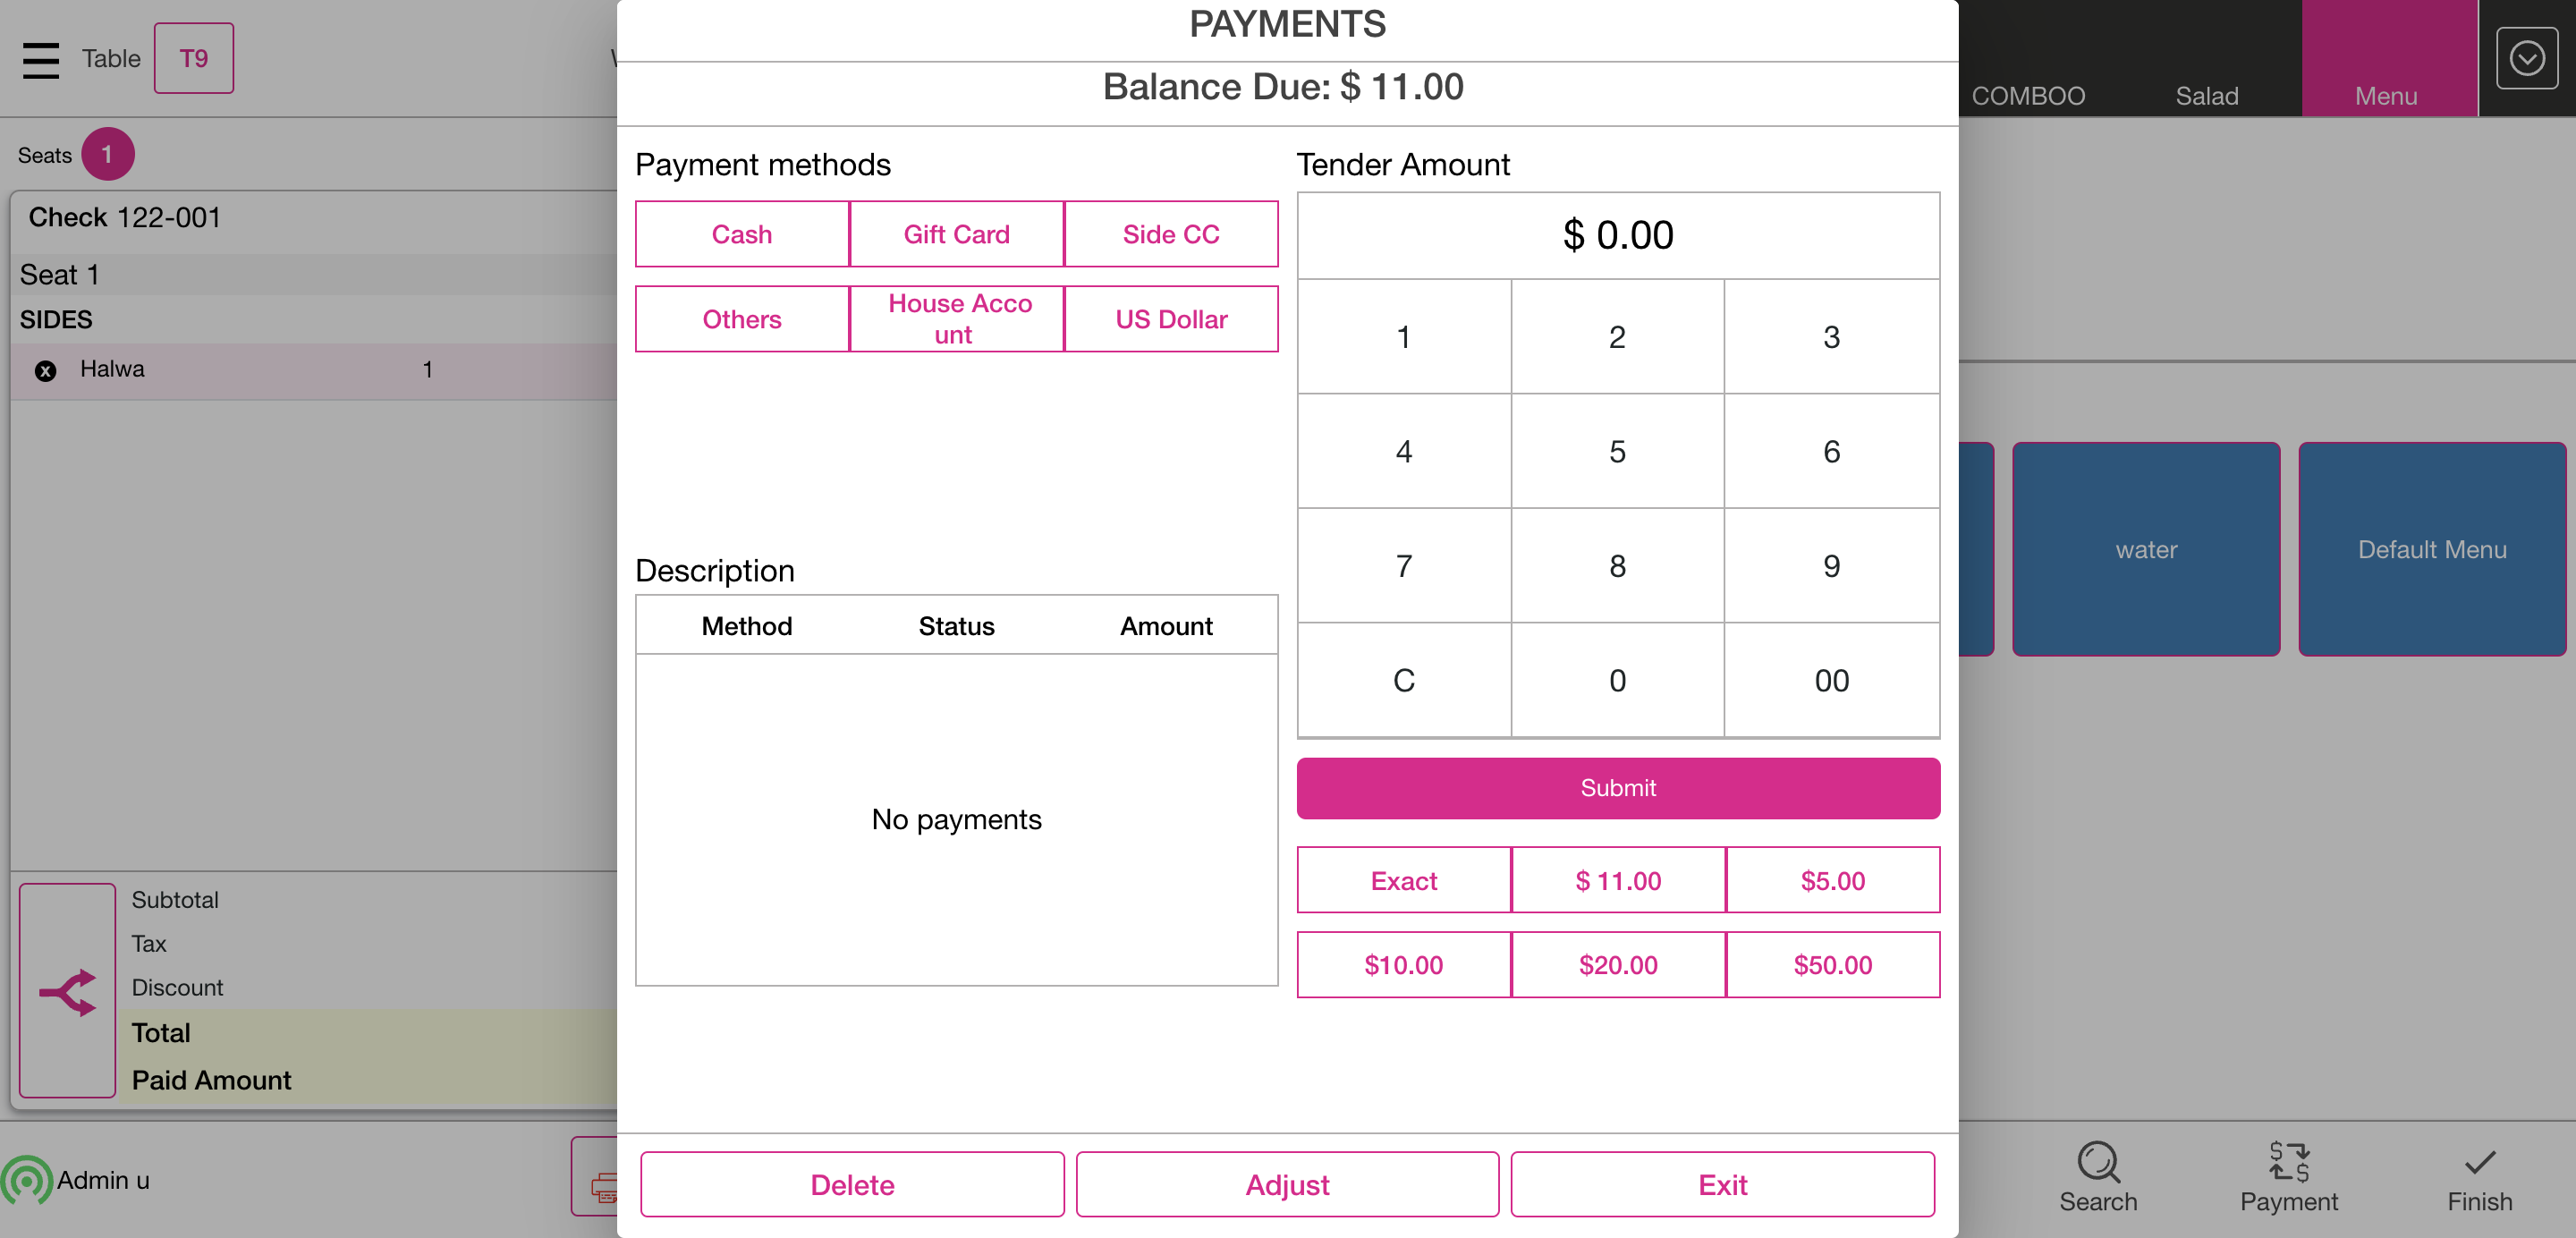 PAYMENTS
Balance Due: $ 11.00
Table
T9
COMBOO
Salad
Menu
Seats
1
Check 122-001
Seat 1
SIDES
Halwa
1
Payment methods
Cash
Gift Card
Side CC
Others
House Acco
unt
US Dollar
Description
Method
Status
Amount
No payments
Tender Amount
$ 0.00
1
2
3
4
5
6
7
8
9
C
0
00
Submit
Exact
$ 11.00
$5.00
$10.00
$20.00
$50.00
water
Default Menu
Subtotal
Tax
Discount
Total
Paid Amount
Delete
Adjust
Exit
Admin u
Search
Payment
Finish